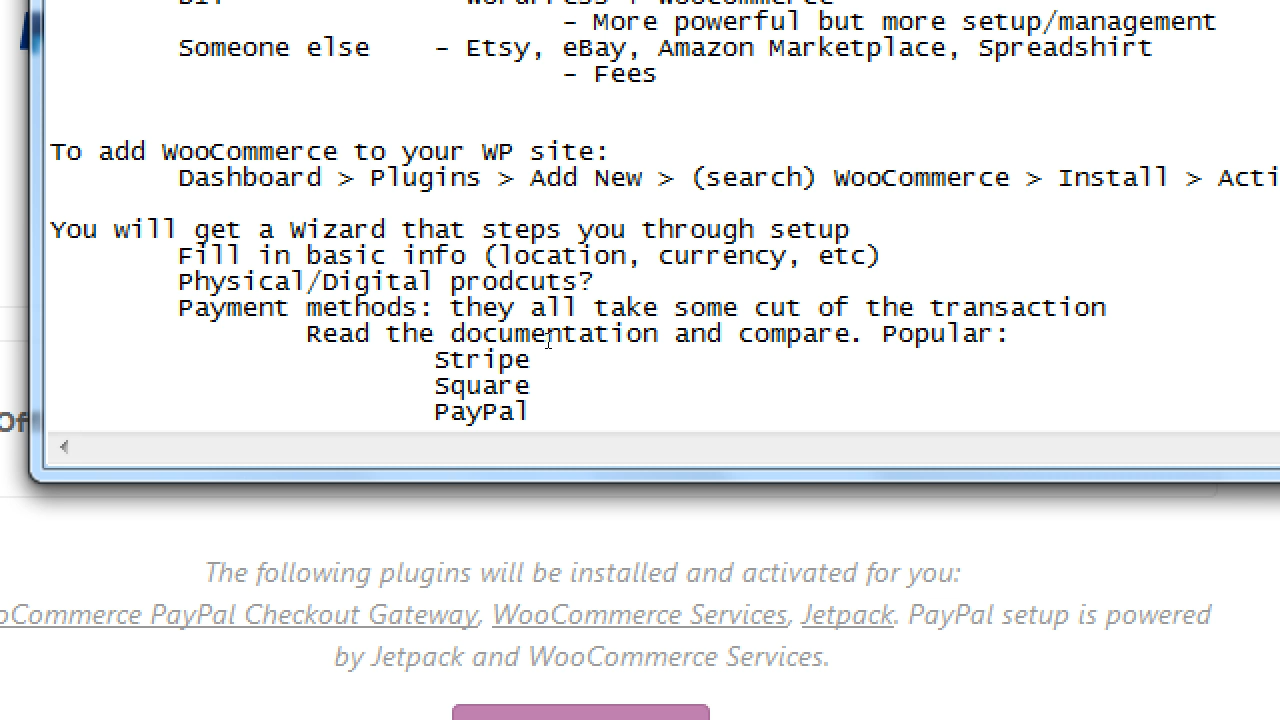 DIY - WordPress + WooCommerce
- More powerful but more setup/management
Someone else - Etsy, eBay, Amazon Marketplace, Spreadshirt
- Fees
To add WooCommerce to your WP site:
Dashboard > Plugins > Add New > (search) WooCommerce > Install > Acti
You will get a Wizard that steps you through setup
Fill in basic info (location, currency, etc)
Physical/Digital prodcuts?
Payment methods: they all take some cut of the transaction
Read the documentation and compare. Popular:
Stripe
Square
PayPal
Of
The following plugins will be installed and activated for you:
oCommerce PayPal Checkout Gateway, WooCommerce Services, Jetpack. PayPal setup is powered
by Jetpack and WooCommerce Services.